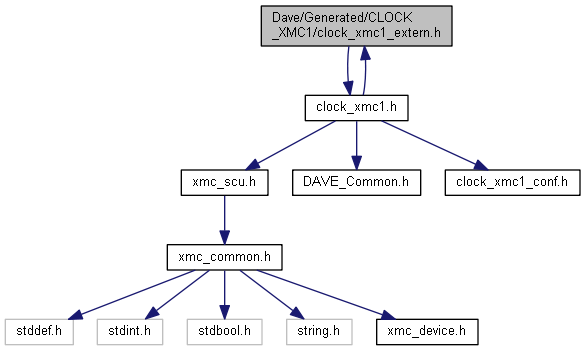 Dave/Generated/CLOCK
_XMC1/clock_xmc1_extern.h
clock_xmc1.h
xmc_scu.h
DAVE_Common.h
clock_xmc1_conf.h
xmc_common.h
stddef.h
stdint.h
stdbool.h
string.h
xmc_device.h